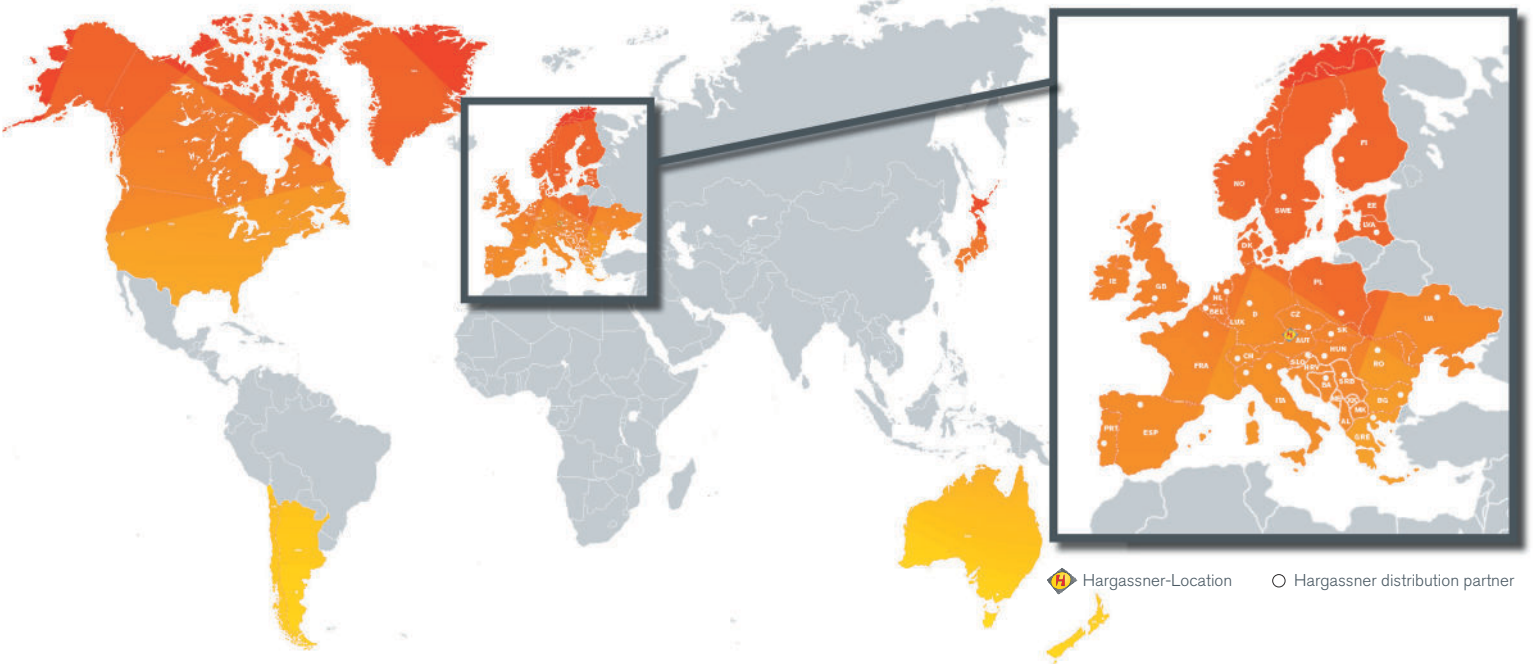 FI
NO
SWE
EE
LVA
DK
IE
GB
NL
BEL
LUX
D
PL
CZ
UA
SK
AUT
HUN
CH
SLO
HRV
RO
FRA
BA
SRB
ITA
BG
MK
AL
PRT
ESP
GRE
H Hargassner-Location
Hargassner distribution partner